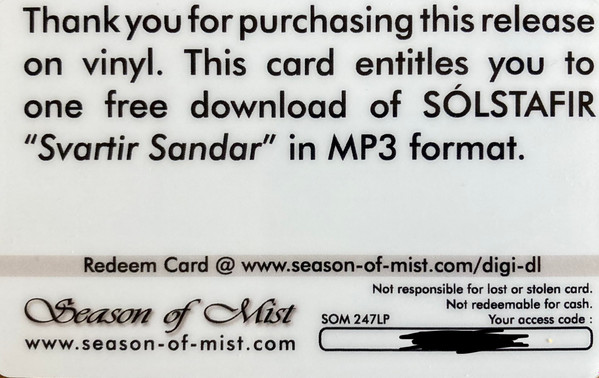 Thank you for purchasing this release
on vinyl. This card entitles you to
one free download of SÓLSTAFIR
“Svartir Sandar” in MP3 format.
Redeem Card @ www.season-of-mist.com/digi-dl
Not responsible for lost or stolen card.
Not redeemable for cash.
Season of Mist
SOM 247LP
Your access code :
www.season-of-mist.com